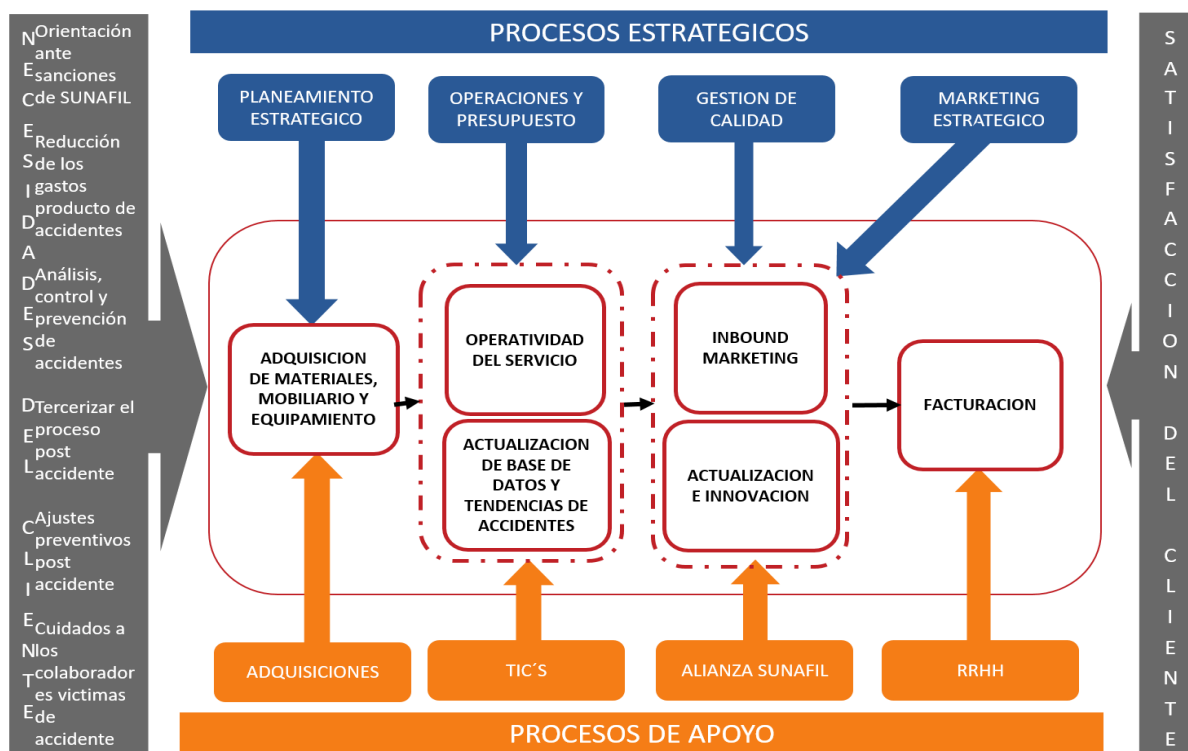 PROCESOS ESTRATEGICOS
PLANEAMIENTO
ESTRATEGICO
OPERACIONES Y
PRESUPUESTO
GESTION DE
CALIDAD
MARKETING
ESTRATEGICO
NECESIDADES DEL CLIENTE
Orientación
ante
sanciones
de SUNAFIL
Reducción
de los
gastos
producto de
accidentes
Análisis,
control y
prevención
de
accidentes
Tercerizar el
proceso
post
accidente
Ajustes
preventivos
post
accidente
Cuidados a
los
colaborador
es victimas
de
accidente
ADQUISICION
DE MATERIALES,
MOBILIARIO Y
EQUIPAMIENTO
OPERATIVIDAD
DEL SERVICIO
ACTUALIZACION
DE BASE DE
DATOS Y
TENDENCIAS DE
ACCIDENTES
INBOUND
MARKETING
ACTUALIZACION
E INNOVACION
FACTURACION
SATISFACCION DEL CLIENTE
ADQUISICIONES
TIC´S
ALIANZA SUNAFIL
RRHH
PROCESOS DE APOYO